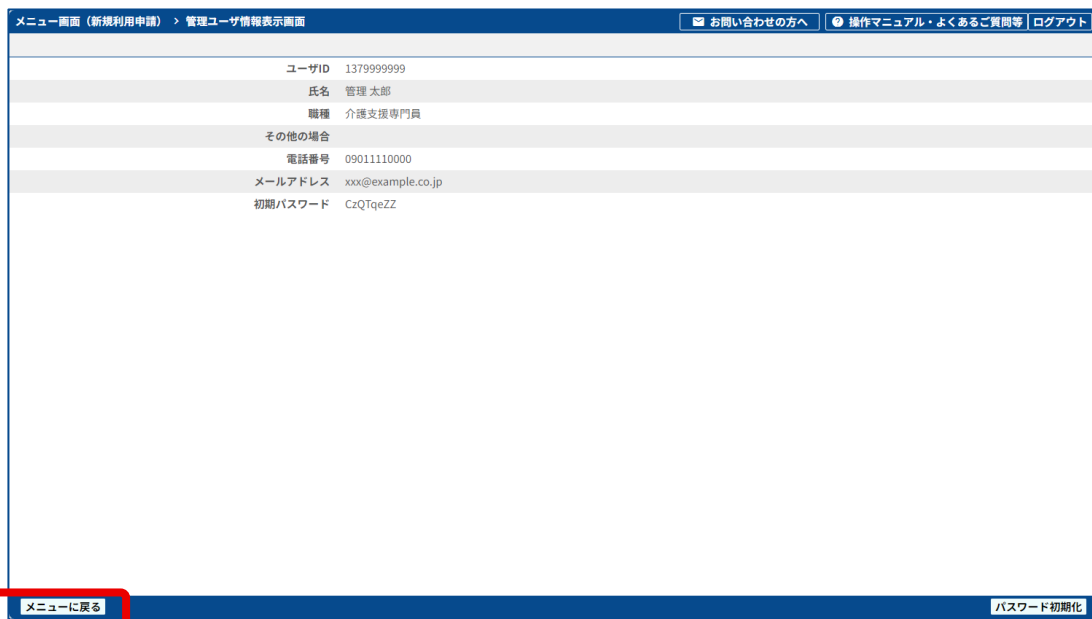 メニュー画面（新規利用申請） > 管理ユーザ情報表示画面 お問い合わせの方へ 操作マニュアル・よくあるご質問等 ログアウト
ユーザID 1379999999
氏名 管理 太郎
職種 介護支援専門員
その他の場合
電話番号 09011110000
メールアドレス xxx@example.co.jp
初期パスワード CzQTqeZZ
メニューに戻る パスワード初期化